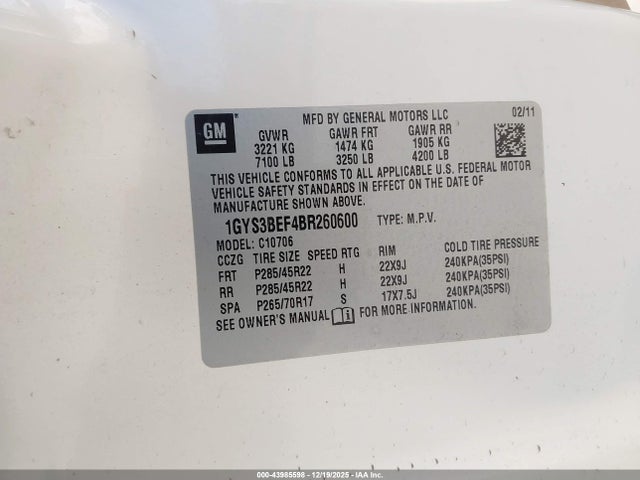 GM
MFD BY GENERAL MOTORS LLC 02/11
GVWR GAWR FRT GAWR RR
3221 KG 1474 KG 1905 KG
7100 LB 3250 LB 4200 LB
THIS VEHICLE CONFORMS TO ALL APPLICABLE U.S. FEDERAL MOTOR
VEHICLE SAFETY STANDARDS IN EFFECT ON THE DATE OF
MANUFACTURE SHOWN ABOVE.
1GYS3BEF4BR260600 TYPE: M.P.V.
MODEL: C10706
CCZG TIRE SIZE SPEED RTG RIM COLD TIRE PRESSURE
FRT P285/45R22 H 22X9J 240KPA(35PSI)
RR P285/45R22 H 22X9J 240KPA(35PSI)
SPA P265/70R17 S 17X7.5J 240KPA(35PSI)
SEE OWNER'S MANUAL i FOR MORE INFORMATION.
000-43985598 - 12/19/2025 - IAAI.COM